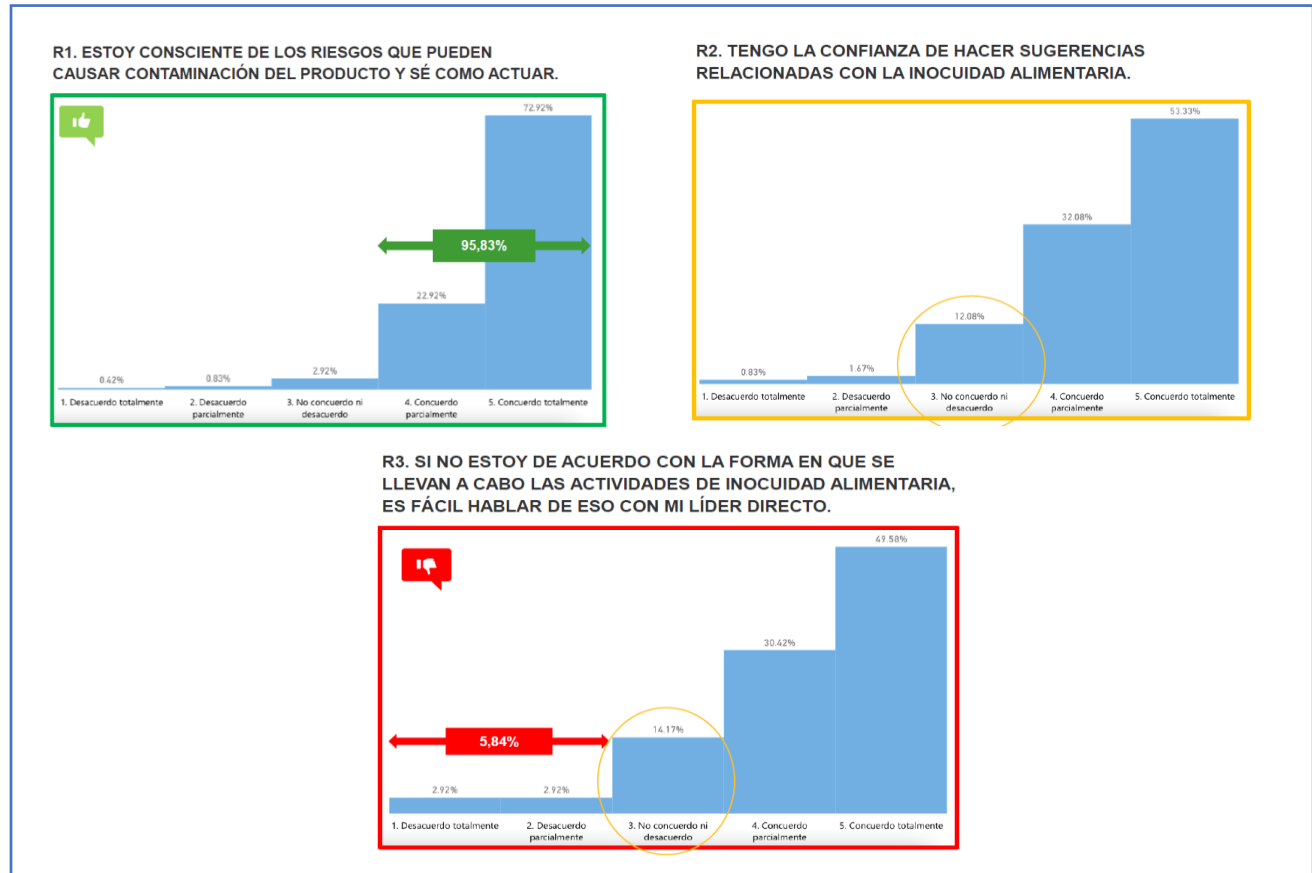 R1. ESTOY CONSCIENTE DE LOS RIESGOS QUE PUEDEN
CAUSAR CONTAMINACIÓN DEL PRODUCTO Y SÉ COMO ACTUAR.
72.92%
95,83%
22.92%
0.42%
0.83%
2.92%
1. Desacuerdo totalmente
2. Desacuerdo
parcialmente
3. No concuerdo ni
desacuerdo
4. Concuerdo
parcialmente
5. Concuerdo totalmente
R2. TENGO LA CONFIANZA DE HACER SUGERENCIAS
RELACIONADAS CON LA INOCUIDAD ALIMENTARIA.
53.33%
32.08%
12.08%
0.83%
1.67%
1. Desacuerdo totalmente
2. Desacuerdo
parcialmente
3. No concuerdo ni
desacuerdo
4. Concuerdo
parcialmente
5. Concuerdo totalmente
R3. SI NO ESTOY DE ACUERDO CON LA FORMA EN QUE SE
LLEVAN A CABO LAS ACTIVIDADES DE INOCUIDAD ALIMENTARIA,
ES FÁCIL HABLAR DE ESO CON MI LÍDER DIRECTO.
49.58%
30.42%
14.17%
5,84%
2.92%
2.92%
1. Desacuerdo totalmente
2. Desacuerdo
parcialmente
3. No concuerdo ni
desacuerdo
4. Concuerdo
parcialmente
5. Concuerdo totalmente